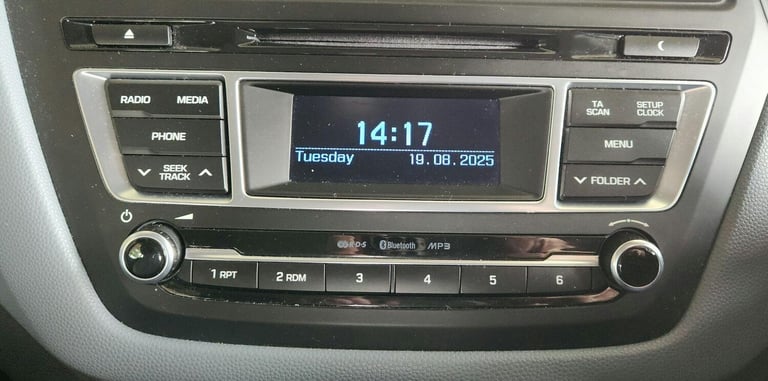 RADIO MEDIA
PHONE
SEEK
TRACK
14:17
Tuesday 19.08.2025
TA
SCAN
SETUP
CLOCK
MENU
FOLDER
R·D·S Bluetooth MP3
1 RPT 2 RDM 3 4 5 6